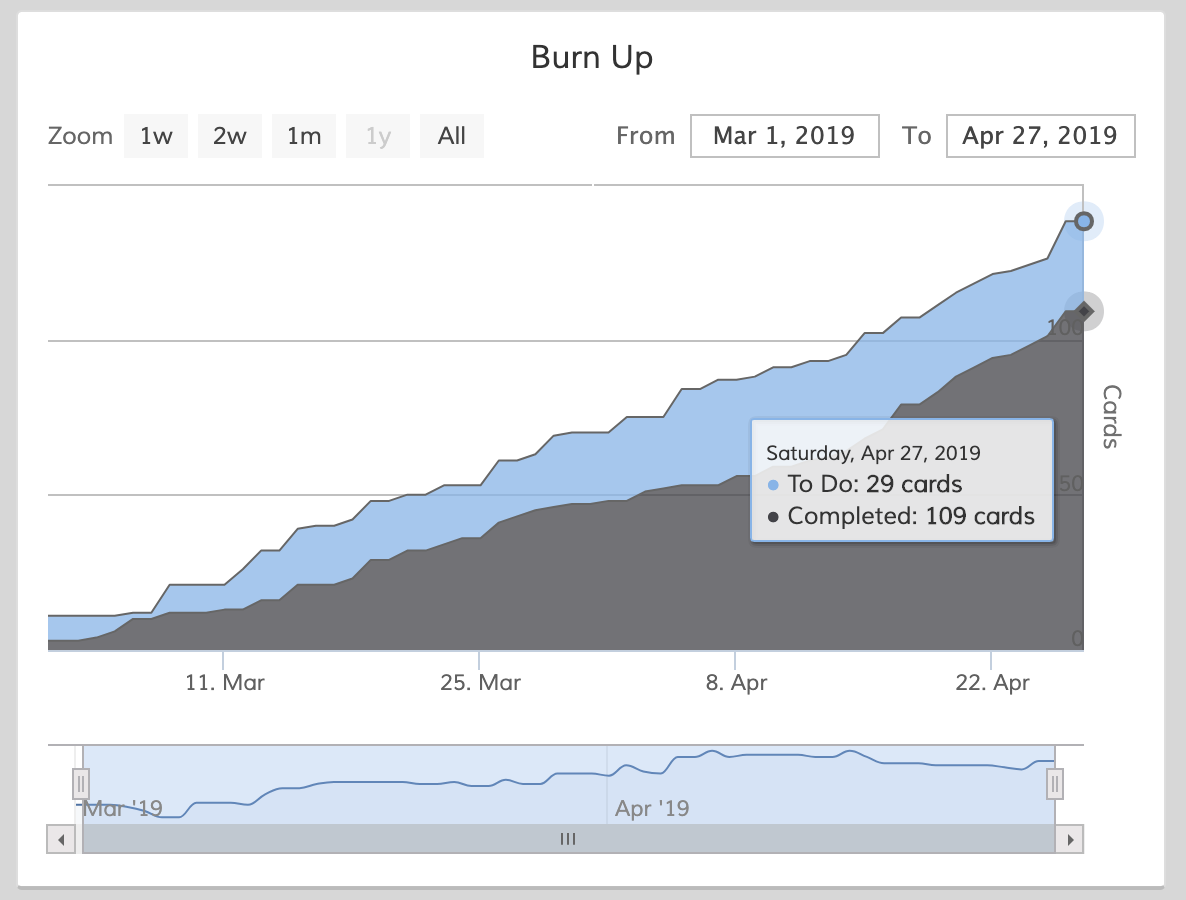 Burn Up
Zoom 1w 2w 1m 1y All From Mar 1, 2019 To Apr 27, 2019
100
Cards
50
0
Saturday, Apr 27, 2019
To Do: 29 cards
Completed: 109 cards
11. Mar 25. Mar 8. Apr 22. Apr
Mar '19 Apr '19